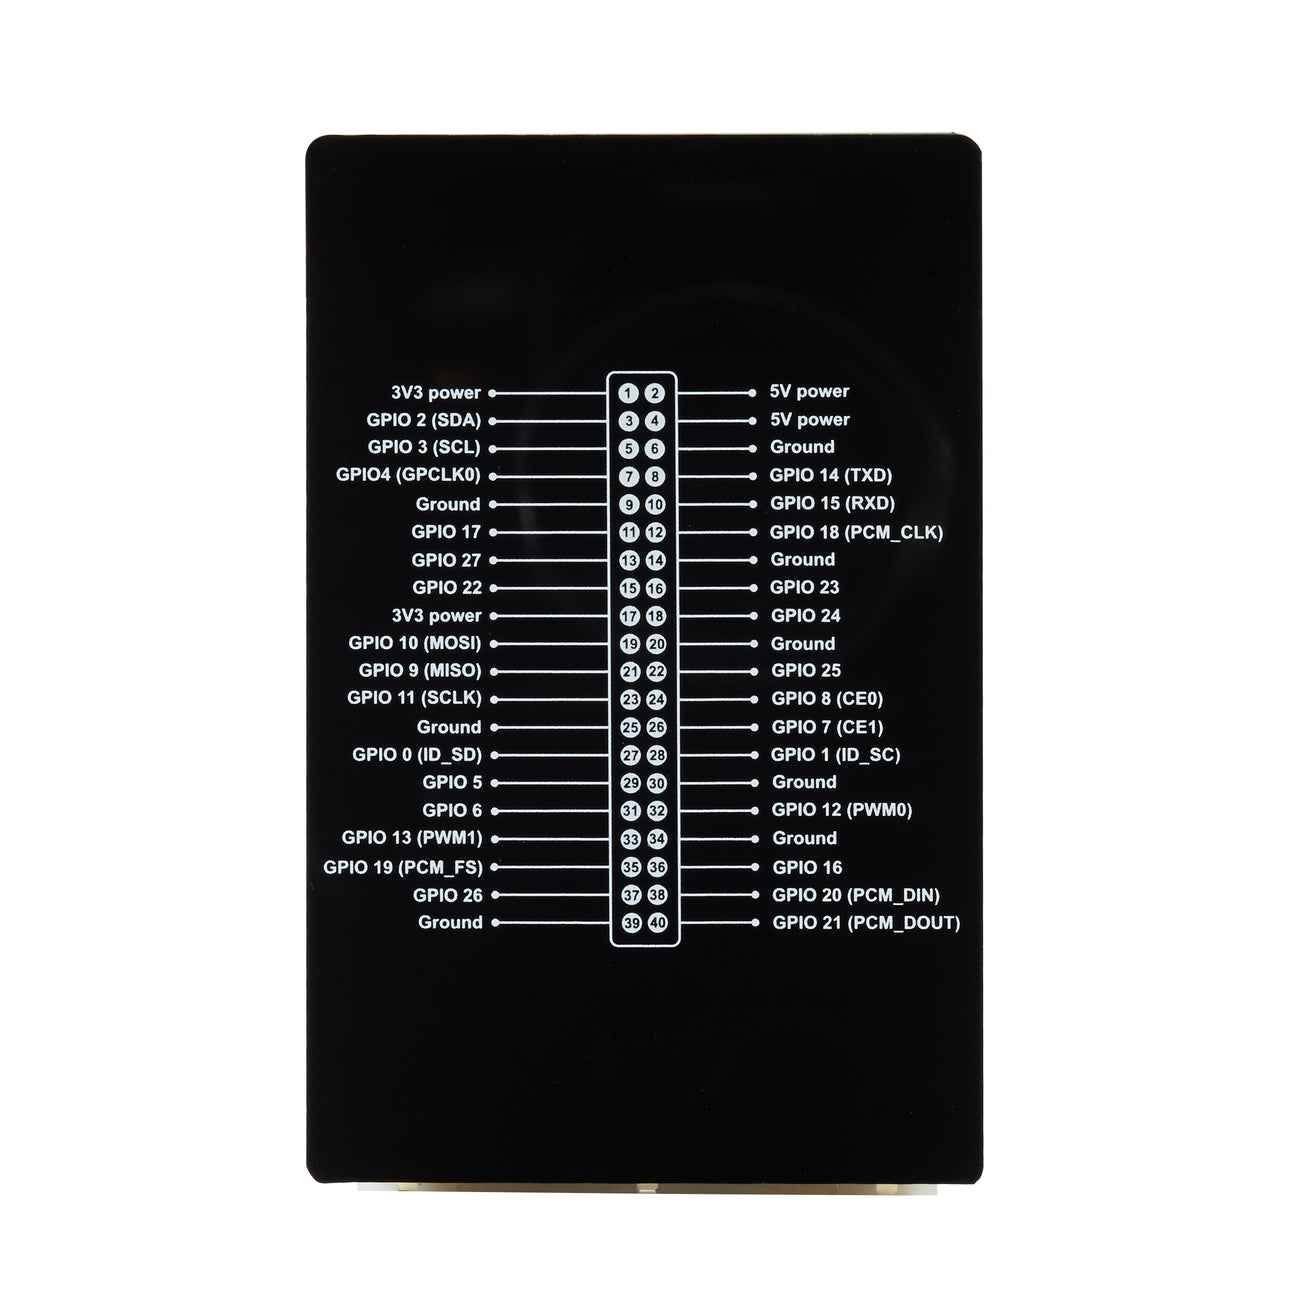 3V3 power 1 2 5V power
GPIO 2 (SDA) 3 4 5V power
GPIO 3 (SCL) 5 6 Ground
GPIO4 (GPCLK0) 7 8 GPIO 14 (TXD)
Ground 9 10 GPIO 15 (RXD)
GPIO 17 11 12 GPIO 18 (PCM_CLK)
GPIO 27 13 14 Ground
GPIO 22 15 16 GPIO 23
3V3 power 17 18 GPIO 24
GPIO 10 (MOSI) 19 20 Ground
GPIO 9 (MISO) 21 22 GPIO 25
GPIO 11 (SCLK) 23 24 GPIO 8 (CE0)
Ground 25 26 GPIO 7 (CE1)
GPIO 0 (ID_SD) 27 28 GPIO 1 (ID_SC)
GPIO 5 29 30 Ground
GPIO 6 31 32 GPIO 12 (PWM0)
GPIO 13 (PWM1) 33 34 Ground
GPIO 19 (PCM_FS) 35 36 GPIO 16
GPIO 26 37 38 GPIO 20 (PCM_DIN)
Ground 39 40 GPIO 21 (PCM_DOUT)